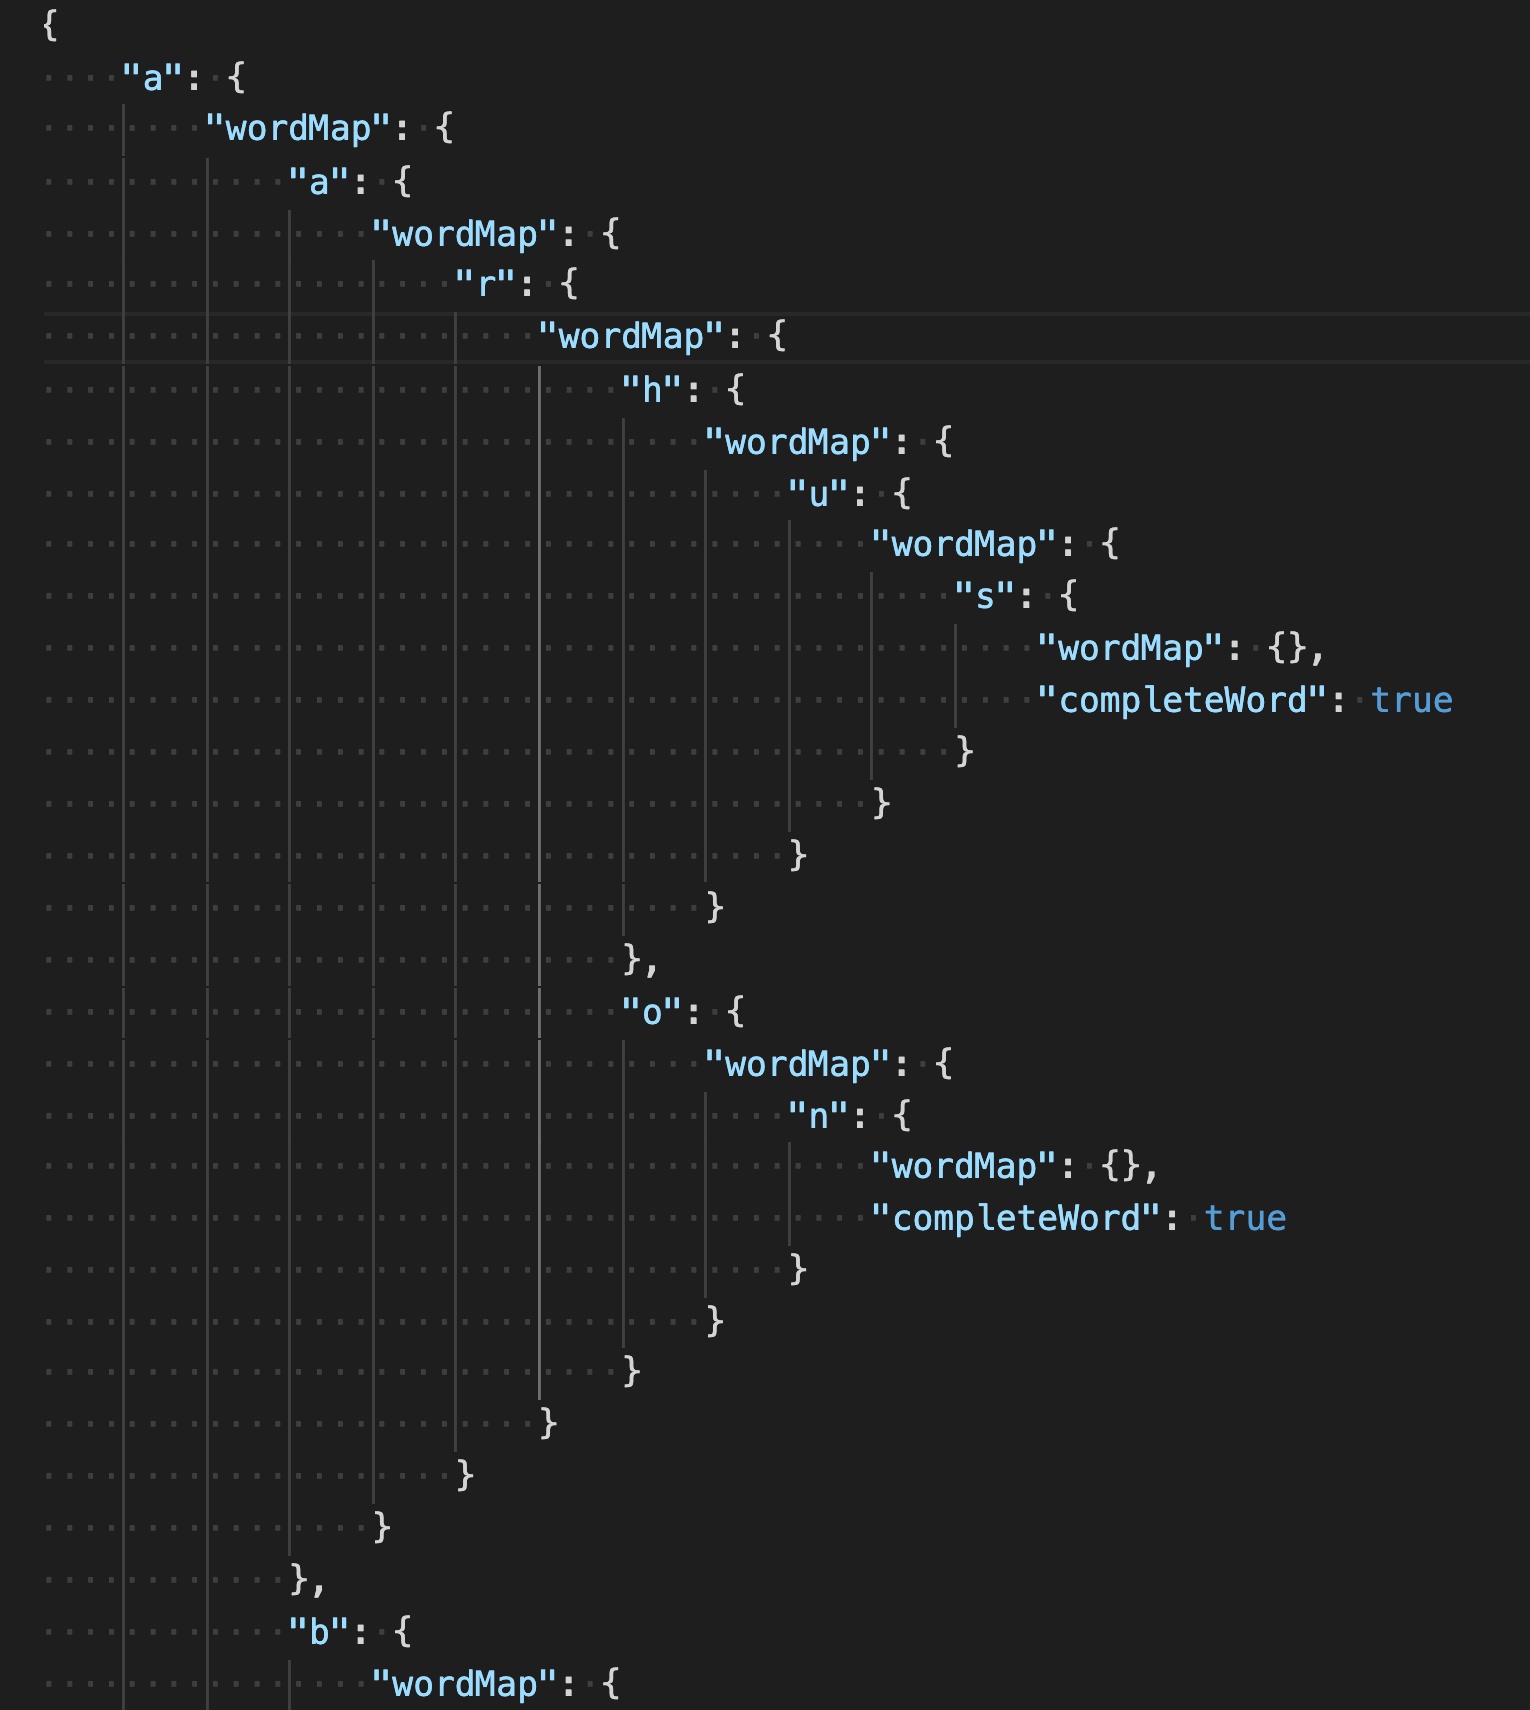 {
    "a": {
        "wordMap": {
            "a": {
                "wordMap": {
                    "r": {
                        "wordMap": {
                            "h": {
                                "wordMap": {
                                    "u": {
                                        "wordMap": {
                                            "s": {
                                                "wordMap": {},
                                                "completeWord": true
                                            }
                                        }
                                    }
                                }
                            },
                            "o": {
                                "wordMap": {
                                    "n": {
                                        "wordMap": {},
                                        "completeWord": true
                                    }
                                }
                            }
                        }
                    }
                }
            },
            "b": {
                "wordMap": {